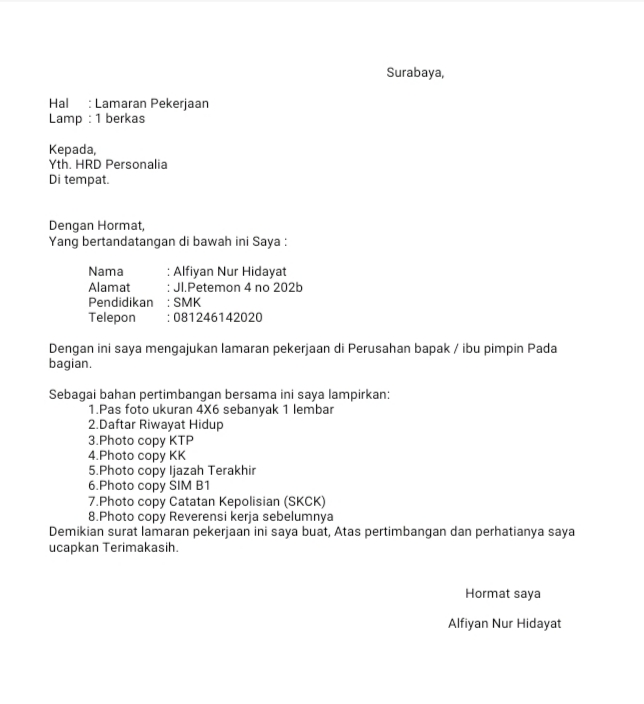 Surabaya,
Hal : Lamaran Pekerjaan
Lamp : 1 berkas
Kepada,
Yth. HRD Personalia
Di tempat.
Dengan Hormat,
Yang bertandatangan di bawah ini Saya :
Nama : Alfiyan Nur Hidayat
Alamat : Jl.Petemon 4 no 202b
Pendidikan : SMK
Telepon : 081246142020
Dengan ini saya mengajukan lamaran pekerjaan di Perusahan bapak / ibu pimpin Pada
bagian.
Sebagai bahan pertimbangan bersama ini saya lampirkan:
1.Pas foto ukuran 4X6 sebanyak 1 lembar
2.Daftar Riwayat Hidup
3.Photo copy KTP
4.Photo copy KK
5.Photo copy Ijazah Terakhir
6.Photo copy SIM B1
7.Photo copy Catatan Kepolisian (SKCK)
8.Photo copy Reverensi kerja sebelumnya
Demikian surat lamaran pekerjaan ini saya buat, Atas pertimbangan dan perhatianya saya
ucapkan Terimakasih.
Hormat saya
Alfiyan Nur Hidayat